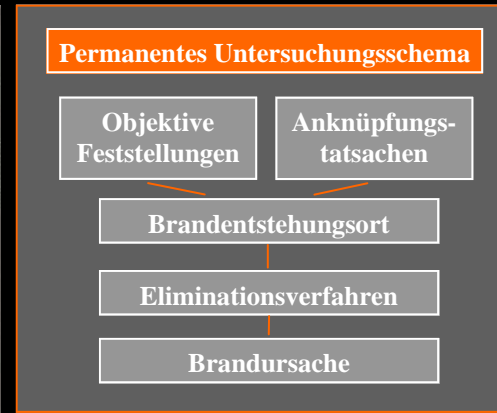 Permanentes Untersuchungsschema
Objektive
Feststellungen
Anknüpfungs-
tatsachen
Brandentstehungsort
Eliminationsverfahren
Brandursache